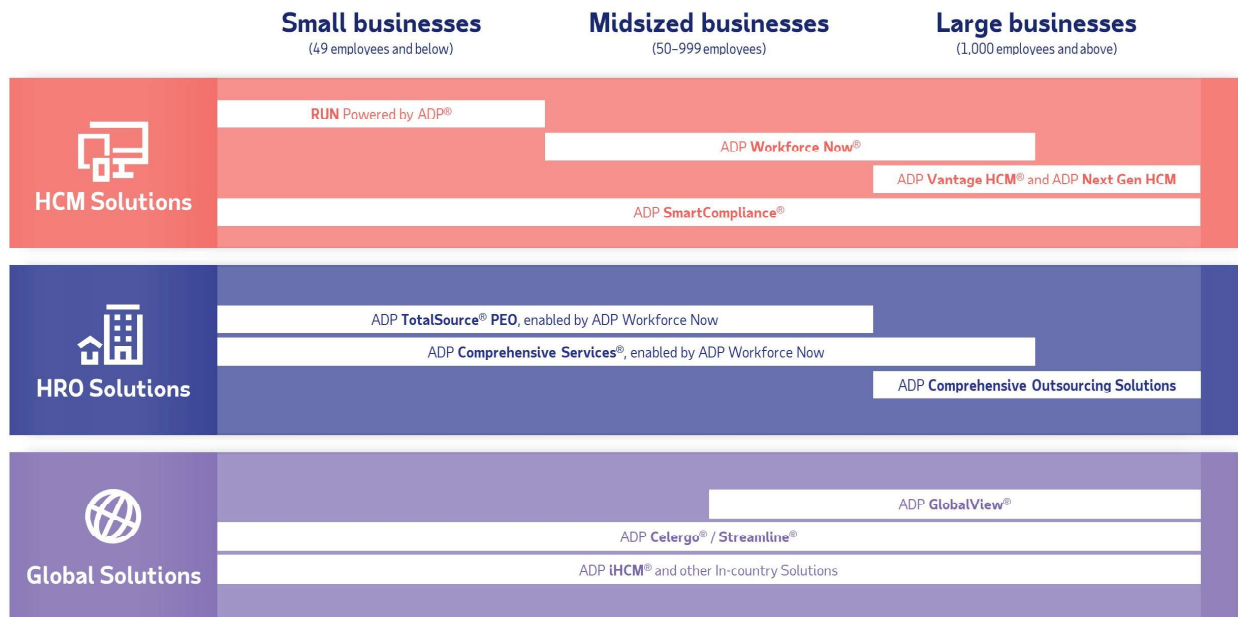 Small businesses
(49 employees and below)
Midsized businesses
(50–999 employees)
Large businesses
(1,000 employees and above)
HCM Solutions
RUN Powered by ADP®
ADP Workforce Now®
ADP Vantage HCM® and ADP Next Gen HCM
ADP SmartCompliance®
HRO Solutions
ADP TotalSource® PEO, enabled by ADP Workforce Now
ADP Comprehensive Services®, enabled by ADP Workforce Now
ADP Comprehensive Outsourcing Solutions
Global Solutions
ADP GlobalView®
ADP Celergo® / Streamline®
ADP iHCM® and other In-country Solutions